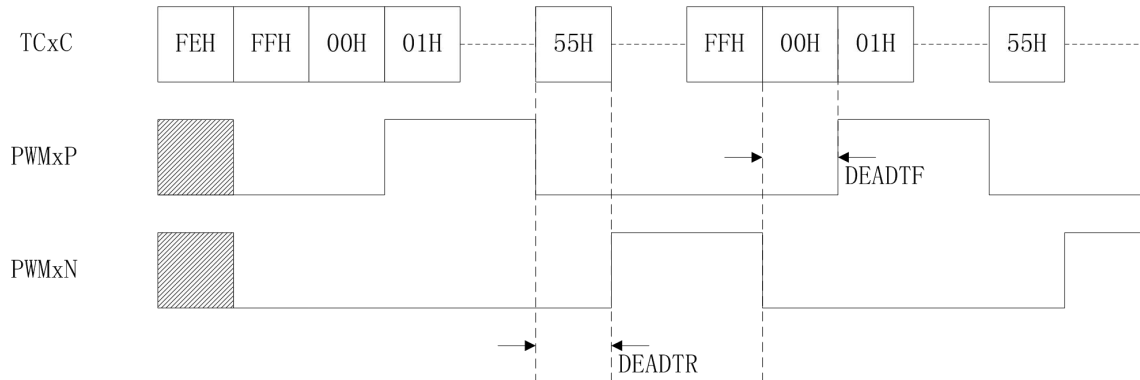 TCxC FEH FFH 00H 01H 55H FFH 00H 01H 55H
PWMxP
DEADTF
PWMxN
DEADTR